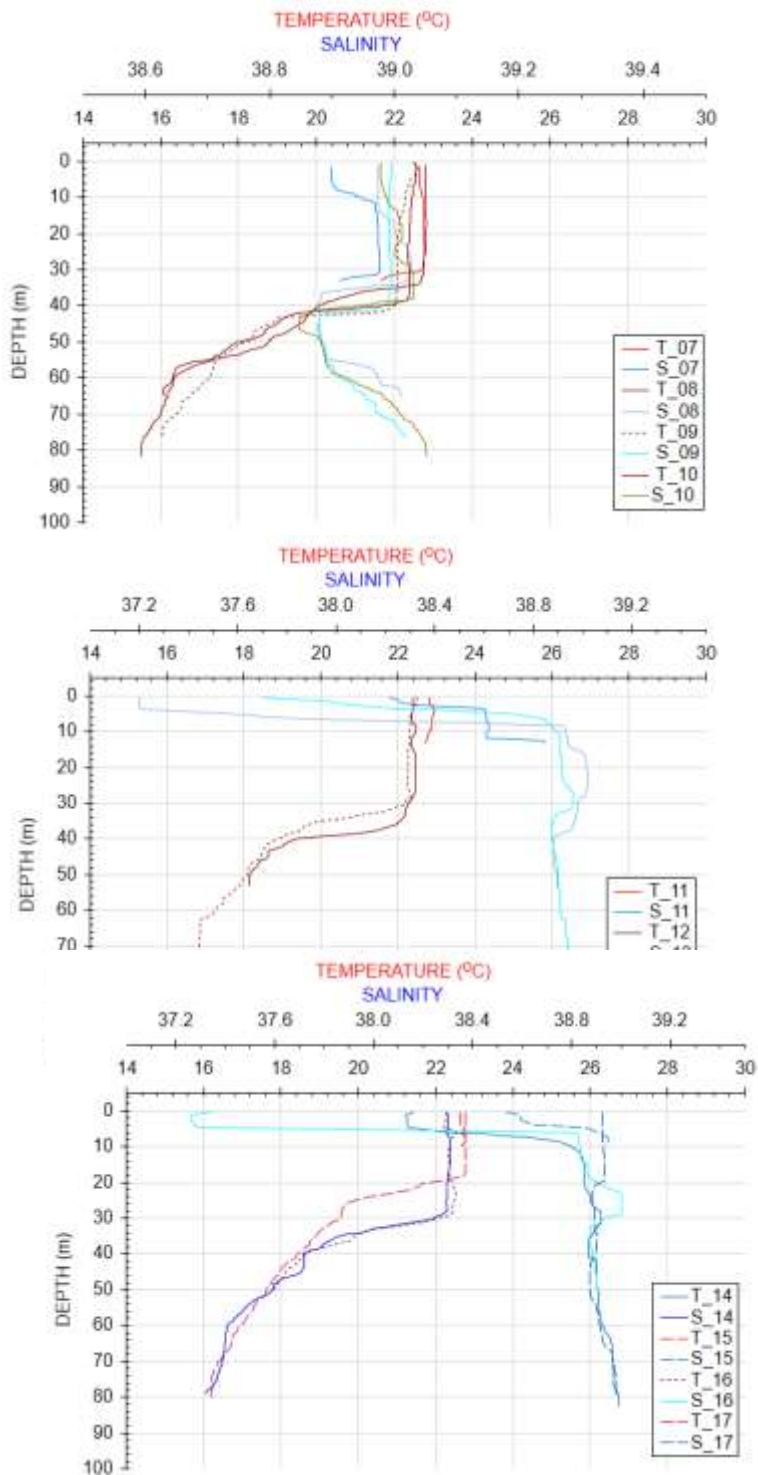 TEMPERATURE (⁰C)
SALINITY
38.6 38.8 39.0 39.2 39.4
14 16 18 20 22 24 26 28 30
0
10
20
30
40
50
60
70
80
90
100
DEPTH (m)
T_07
S_07
T_08
S_08
T_09
S_09
T_10
S_10
TEMPERATURE (⁰C)
SALINITY
37.2 37.6 38.0 38.4 38.8 39.2
14 16 18 20 22 24 26 28 30
0
10
20
30
40
50
60
70
DEPTH (m)
T_11
S_11
T_12
TEMPERATURE (⁰C)
SALINITY
37.2 37.6 38.0 38.4 38.8 39.2
14 16 18 20 22 24 26 28 30
0
10
20
30
40
50
60
70
80
90
100
DEPTH (m)
T_14
S_14
T_15
S_15
T_16
S_16
T_17
S_17